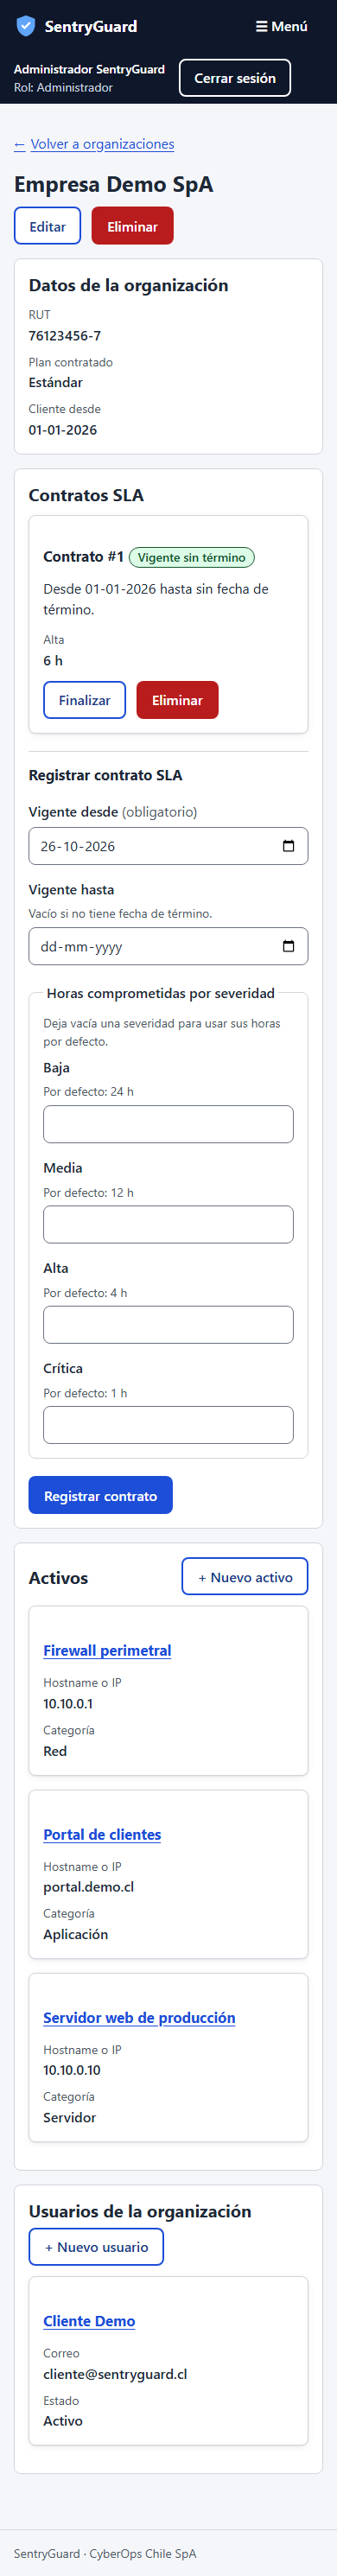 SentryGuard
☰ Menú
Administrador SentryGuard
Rol: Administrador
Cerrar sesión
← Volver a organizaciones
Empresa Demo SpA
Editar
Eliminar
Datos de la organización
RUT
76123456-7
Plan contratado
Estándar
Cliente desde
01-01-2026
Contratos SLA
Contrato #1 Vigente sin término
Desde 01-01-2026 hasta sin fecha de
término.
Alta
6 h
Finalizar
Eliminar
Registrar contrato SLA
Vigente desde (obligatorio)
26-10-2026
Vigente hasta
Vacío si no tiene fecha de término.
dd-mm-yyyy
Horas comprometidas por severidad
Deja vacía una severidad para usar sus horas
por defecto.
Baja
Por defecto: 24 h
Media
Por defecto: 12 h
Alta
Por defecto: 4 h
Crítica
Por defecto: 1 h
Registrar contrato
Activos
+ Nuevo activo
Firewall perimetral
Hostname o IP
10.10.0.1
Categoría
Red
Portal de clientes
Hostname o IP
portal.demo.cl
Categoría
Aplicación
Servidor web de producción
Hostname o IP
10.10.0.10
Categoría
Servidor
Usuarios de la organización
+ Nuevo usuario
Cliente Demo
Correo
cliente@sentryguard.cl
Estado
Activo
SentryGuard · CyberOps Chile SpA